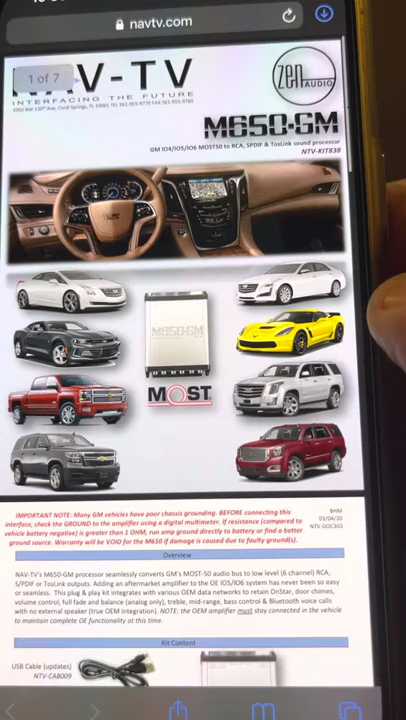 navtv.com
1 of 7
V-TV
INTERFACING THE FUTURE
zen
AUDIO
M650-GM
GM IO4/IO5/IO6 MOST50 to RCA, SPDIF & TosLink sound processor
NTV-KIT838
M650-GM
MOST
IMPORTANT NOTE: Many GM vehicles have poor chassis grounding. BEFORE connecting this
interface, check the GROUND to the amplifier using a digital multimeter. If resistance (compared to
vehicle battery negative) is greater than 1 OHM, run amp ground directly to battery or find a better
ground source. Warranty will be VOID for the M650 if damage is caused due to faulty ground(s).
BHM
03/04/20
NTV-DOC303
Overview
NAV-TV's M650-GM processor seamlessly converts GM's MOST-50 audio bus to low level (6 channel) RCA,
S/PDIF or TosLink outputs. Adding an aftermarket amplifier to the OE IO5/IO6 system has never been so easy
or seamless. This plug & play kit integrates with various OEM data networks to retain OnStar, door chimes,
volume control, full fade and balance (analog only), treble, mid-range, bass control & Bluetooth voice calls
with no external speaker (true OEM integration). NOTE: the OEM amplifier must stay connected in the vehicle
to maintain complete OE functionality at this time.
Kit Content
USB Cable (updates)
NTV-CAB009